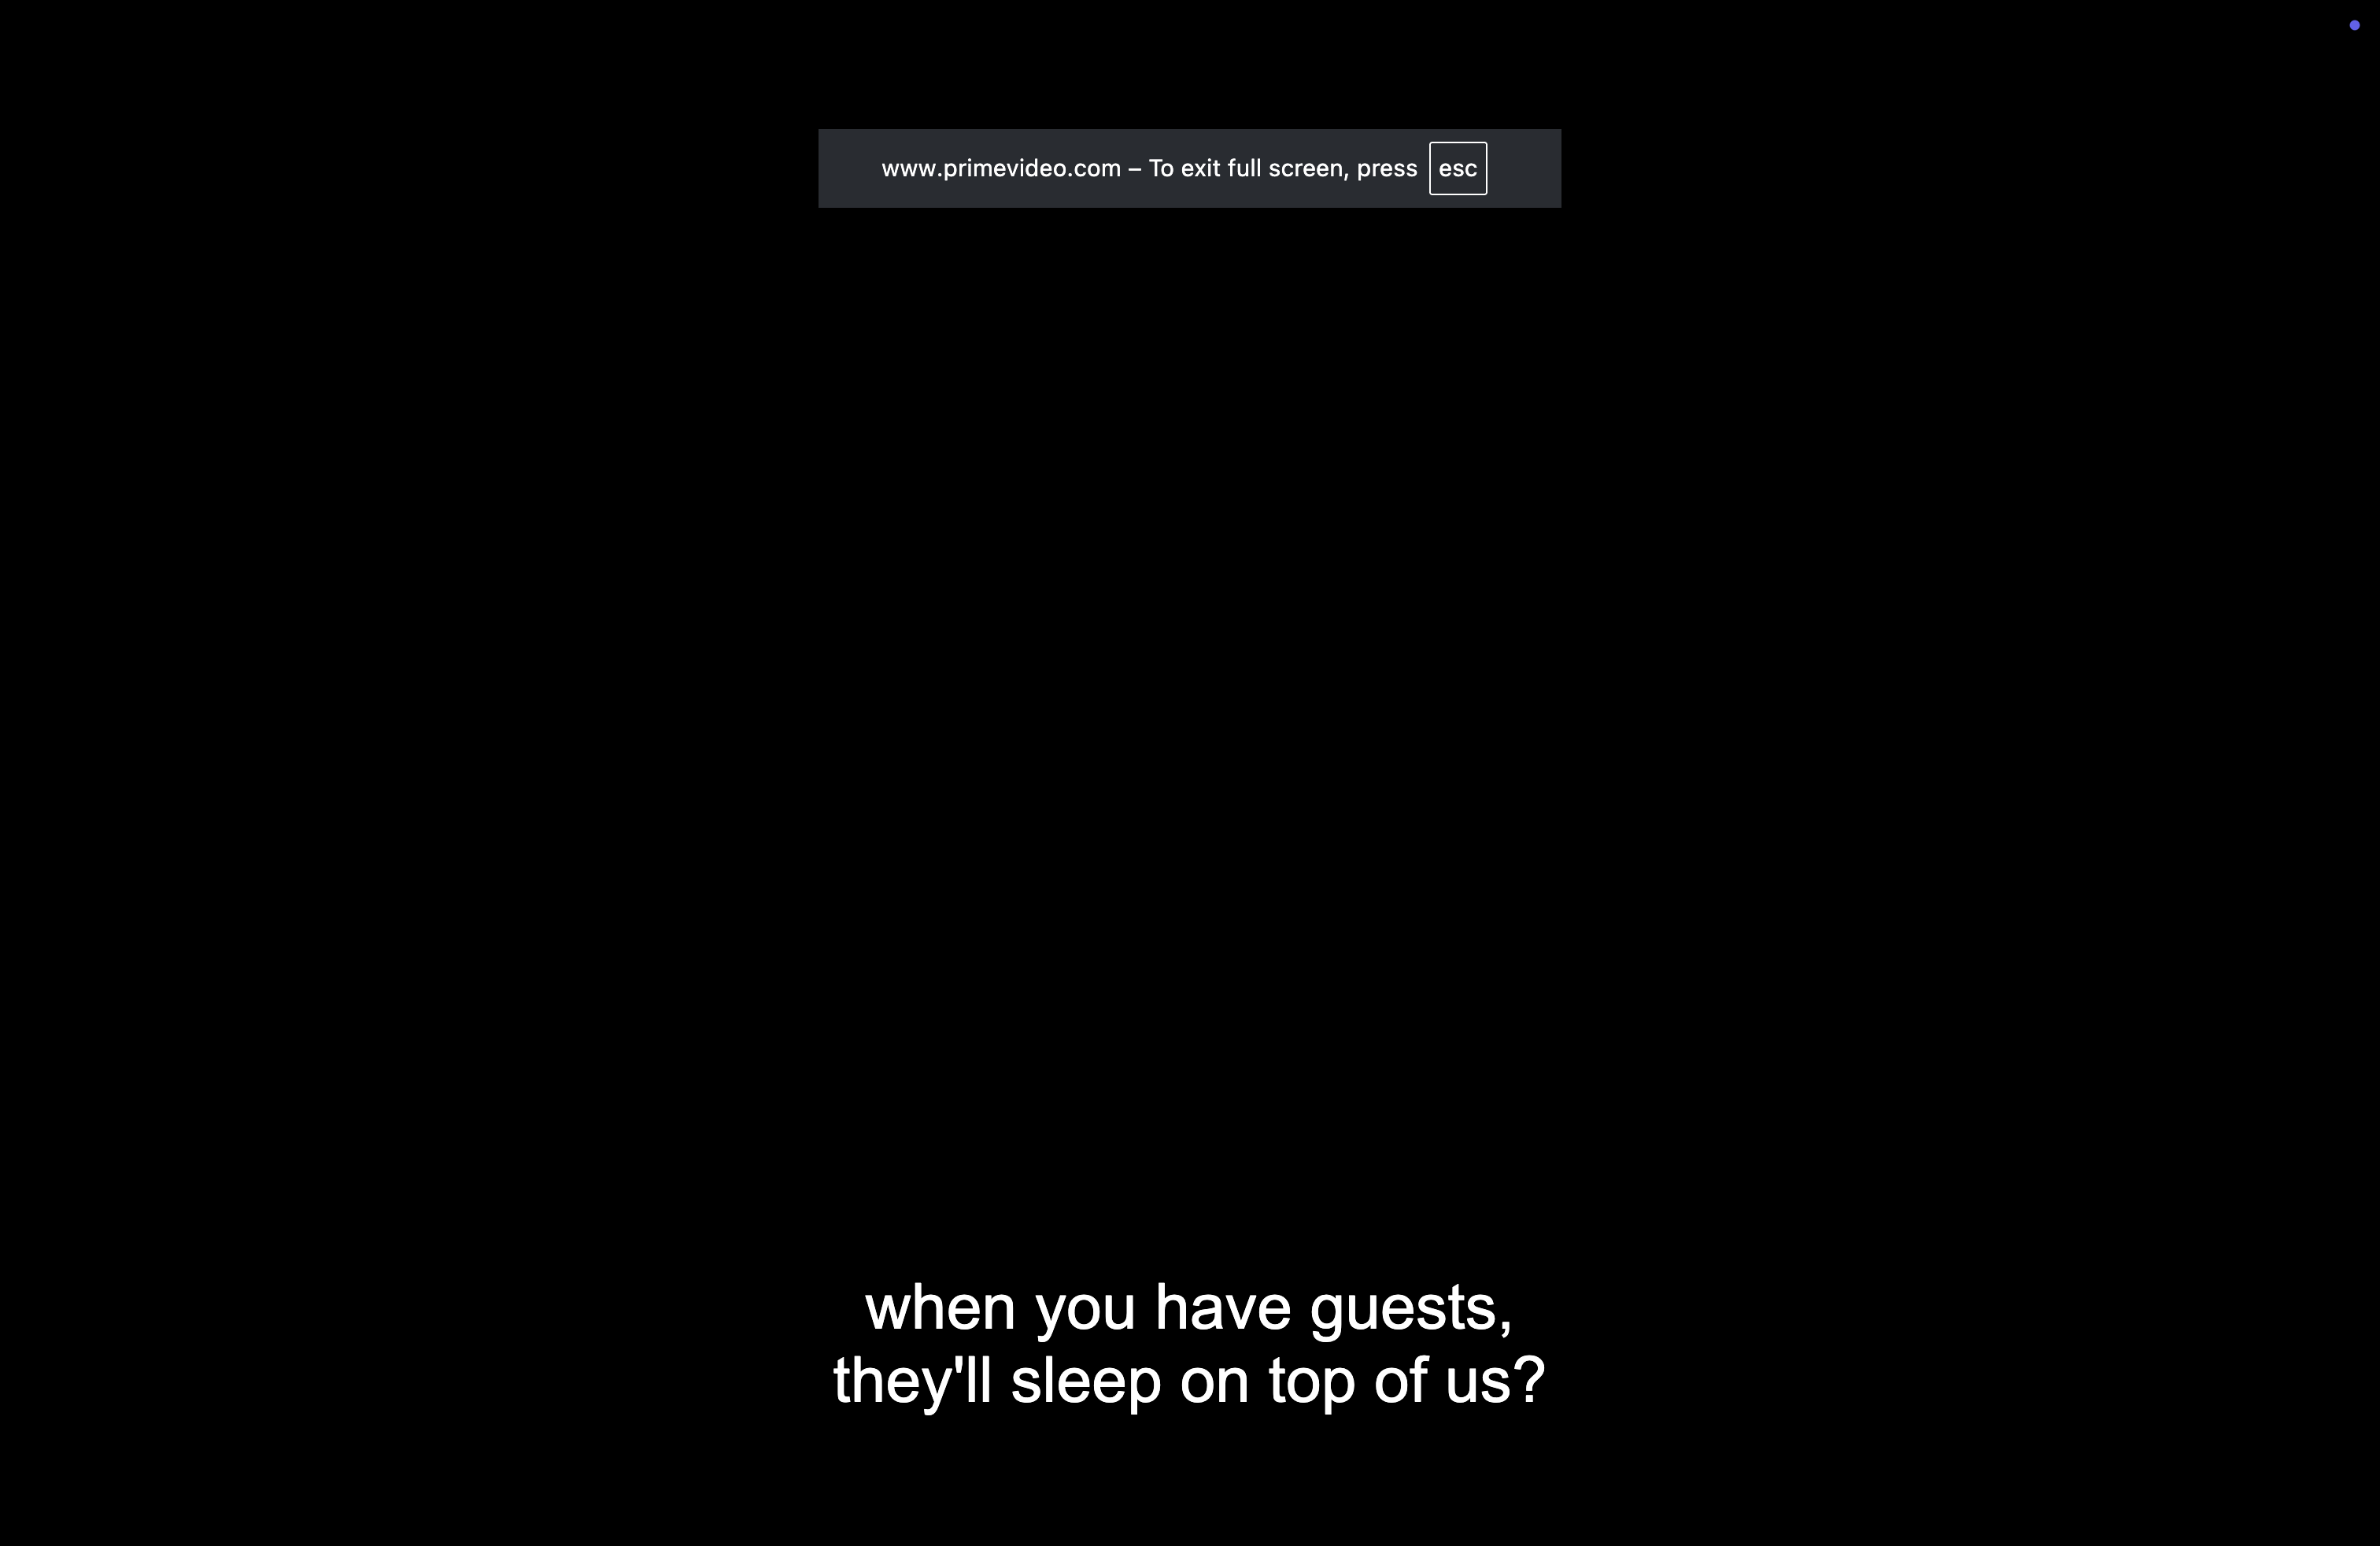 www.primevideo.com – To exit full screen, press esc
when you have guests,
they'll sleep on top of us?